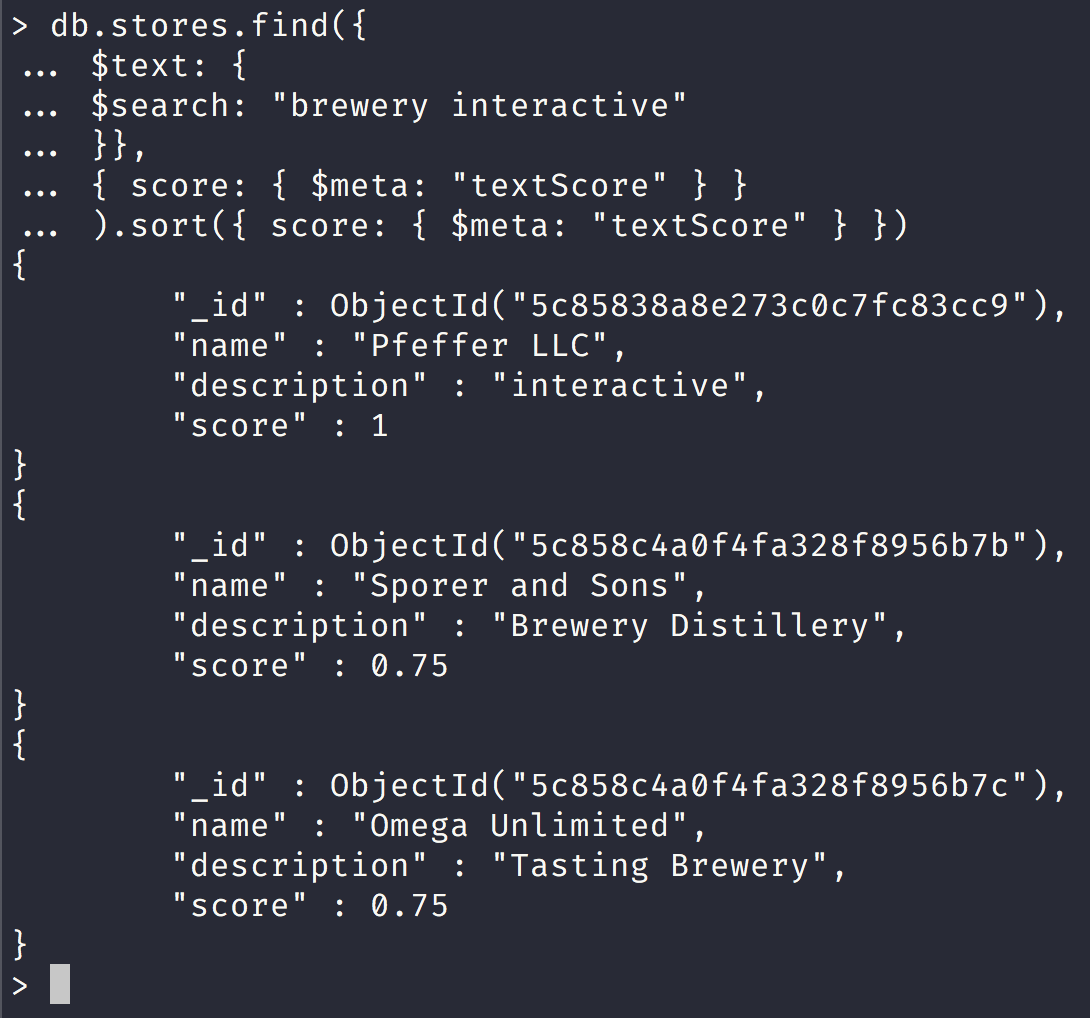 > db.stores.find({
... $text: {
... $search: "brewery interactive"
... }},
... { score: { $meta: "textScore" } }
... ).sort({ score: { $meta: "textScore" } })
{
"_id" : ObjectId("5c85838a8e273c0c7fc83cc9"),
"name" : "Pfeffer LLC",
"description" : "interactive",
"score" : 1
}
{
"_id" : ObjectId("5c858c4a0f4fa328f8956b7b"),
"name" : "Sporer and Sons",
"description" : "Brewery Distillery",
"score" : 0.75
}
{
"_id" : ObjectId("5c858c4a0f4fa328f8956b7c"),
"name" : "Omega Unlimited",
"description" : "Tasting Brewery",
"score" : 0.75
}
>